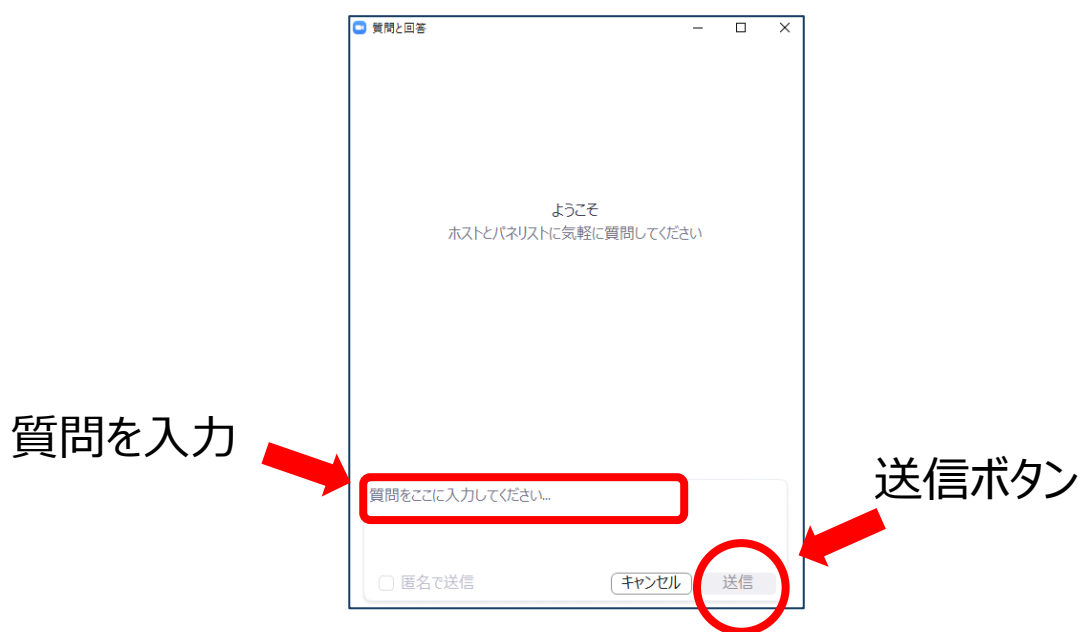 質問と回答
ようこそ
ホストとパネリストに気軽に質問してください
質問を入力
送信ボタン
質問をここに入力してください...
匿名で送信
キャンセル
送信